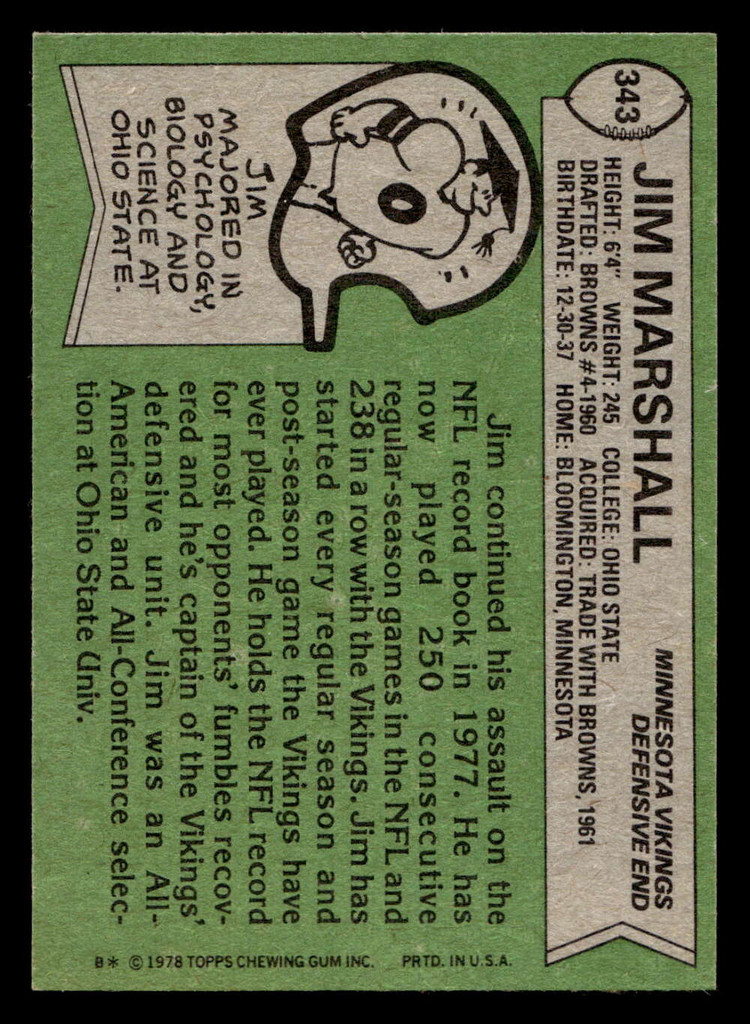 343
JIM MARSHALL
MINNESOTA VIKINGS
DEFENSIVE END
HEIGHT: 6'4" WEIGHT: 245 COLLEGE: OHIO STATE
DRAFTED: BROWNS #4-1960 ACQUIRED: TRADE WITH BROWNS, 1961
BIRTHDATE: 12-30-37 HOME: BLOOMINGTON, MINNESOTA
JIM
MAJORED IN
PSYCHOLOGY,
BIOLOGY AND
SCIENCE AT
OHIO STATE.
Jim continued his assault on the
NFL record book in 1977. He has
now played 250 consecutive
regular-season games in the NFL and
238 in a row with the Vikings. Jim has
started every regular season and
post-season game the Vikings have
ever played. He holds the NFL record
for most opponents' fumbles recov-
ered and he's captain of the Vikings'
defensive unit. Jim was an All-
American and All-Conference selec-
tion at Ohio State Univ.
B* © 1978 TOPPS CHEWING GUM INC. PRTD. IN U.S.A.